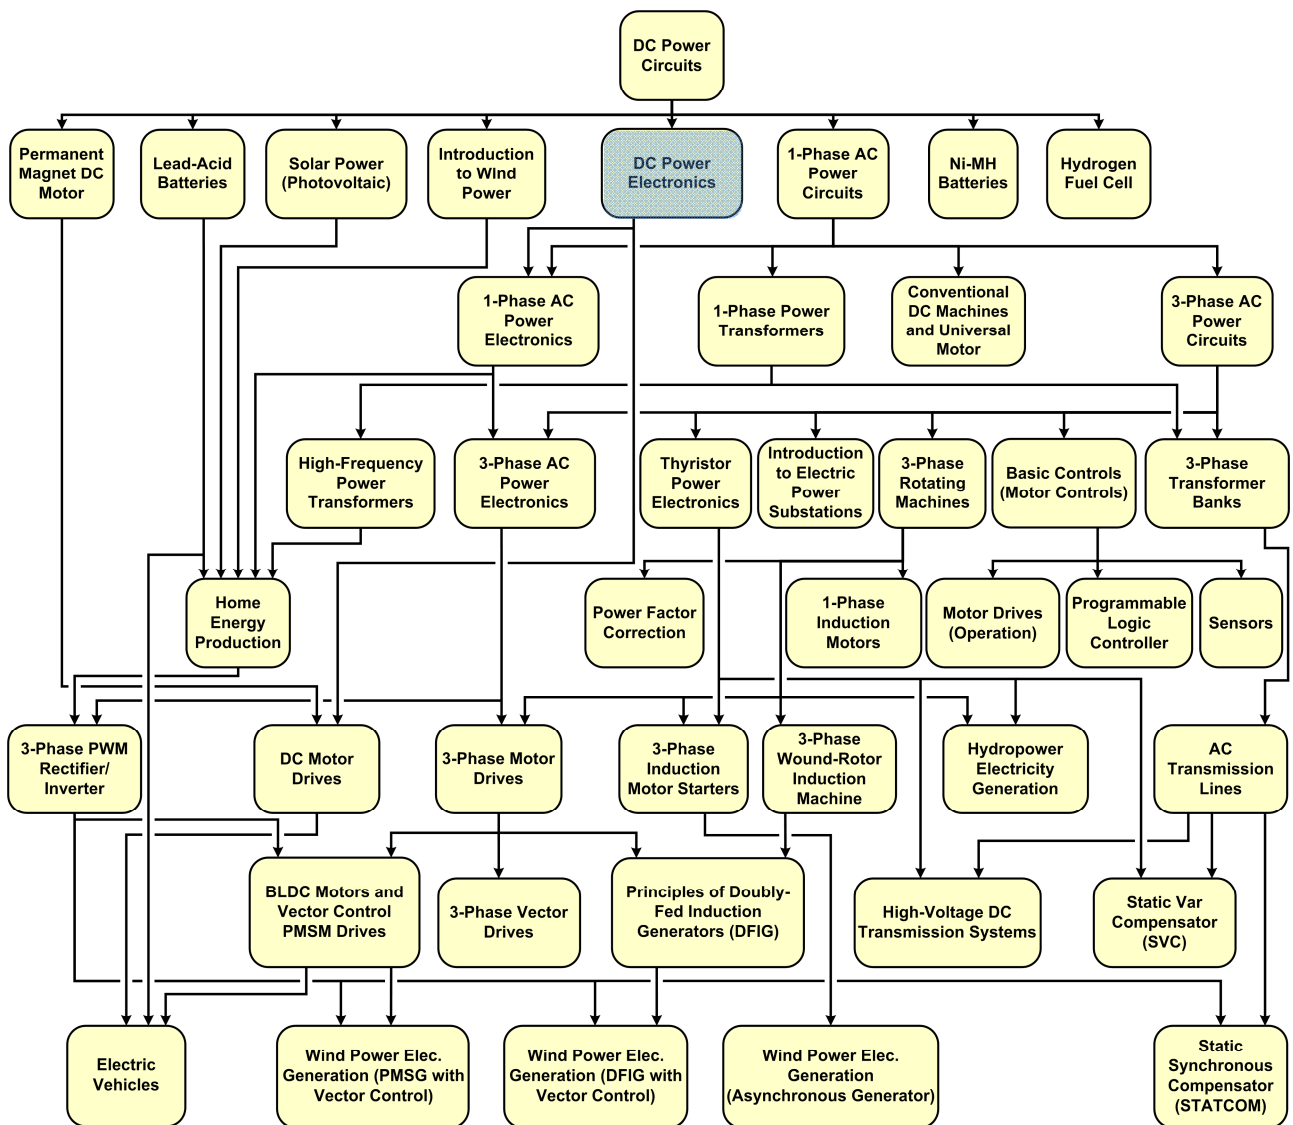 DC Power
Circuits
Permanent
Magnet DC
Motor
Lead-Acid
Batteries
Solar Power
(Photovoltaic)
Introduction
to WInd
Power
DC Power
Electronics
1-Phase AC
Power
Circuits
Ni-MH
Batteries
Hydrogen
Fuel Cell
1-Phase AC
Power
Electronics
1-Phase Power
Transformers
Conventional
DC Machines
and Universal
Motor
3-Phase AC
Power
Circuits
High-Frequency
Power
Transformers
3-Phase AC
Power
Electronics
Thyristor
Power
Electronics
Introduction
to Electric
Power
Substations
3-Phase
Rotating
Machines
Basic Controls
(Motor Controls)
3-Phase
Transformer
Banks
Home
Energy
Production
Power Factor
Correction
1-Phase
Induction
Motors
Motor Drives
(Operation)
Programmable
Logic
Controller
Sensors
3-Phase PWM
Rectifier/
Inverter
DC Motor
Drives
3-Phase Motor
Drives
3-Phase
Induction
Motor Starters
3-Phase
Wound-Rotor
Induction
Machine
Hydropower
Electricity
Generation
AC
Transmission
Lines
BLDC Motors and
Vector Control
PMSM Drives
3-Phase Vector
Drives
Principles of Doubly-
Fed Induction
Generators (DFIG)
High-Voltage DC
Transmission Systems
Static Var
Compensator
(SVC)
Electric
Vehicles
Wind Power Elec.
Generation (PMSG with
Vector Control)
Wind Power Elec.
Generation (DFIG with
Vector Control)
Wind Power Elec.
Generation
(Asynchronous Generator)
Static
Synchronous
Compensator
(STATCOM)